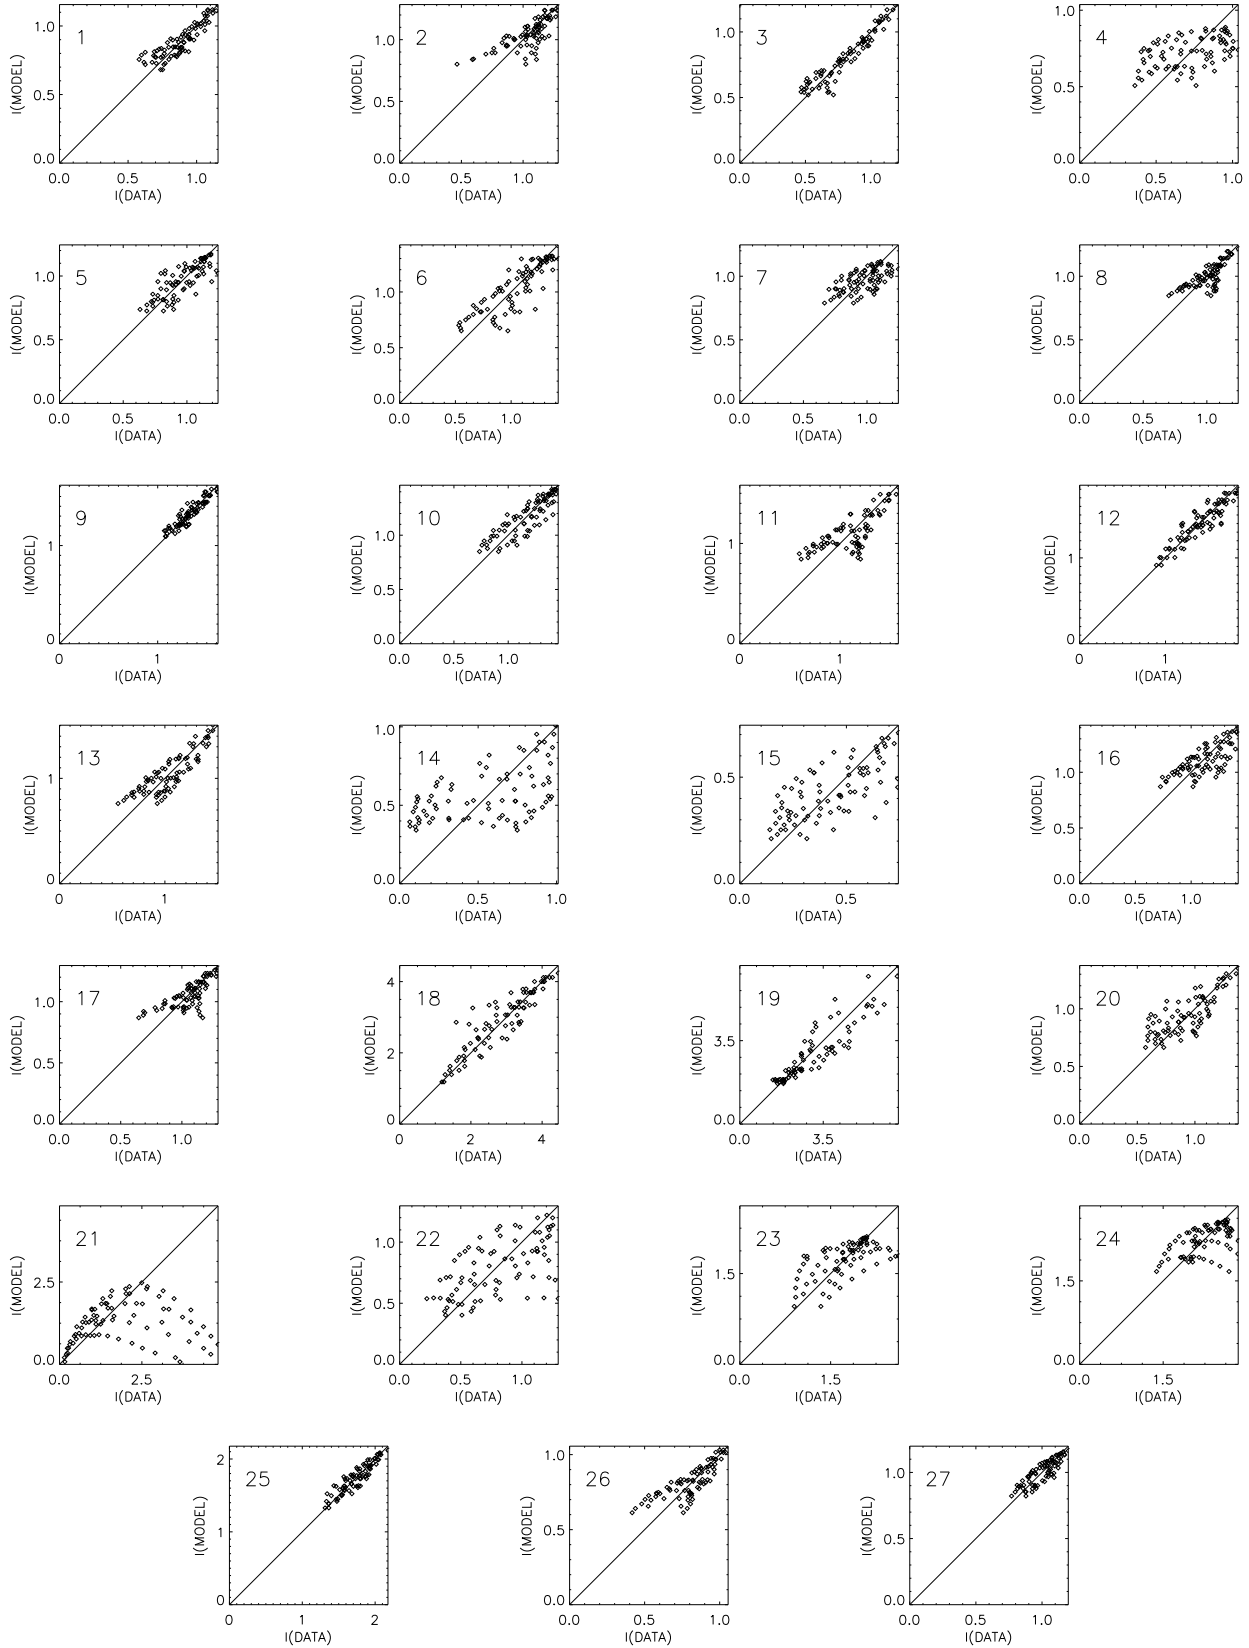 1
I(MODEL)
1.0
0.5
0.0
0.0 0.5 1.0
I(DATA)
2
I(MODEL)
1.0
0.5
0.0
0.0 0.5 1.0
I(DATA)
3
I(MODEL)
1.0
0.5
0.0
0.0 0.5 1.0
I(DATA)
4
I(MODEL)
1.0
0.5
0.0
0.0 0.5 1.0
I(DATA)
5
I(MODEL)
1.0
0.5
0.0
0.0 0.5 1.0
I(DATA)
6
I(MODEL)
1.0
0.5
0.0
0.0 0.5 1.0
I(DATA)
7
I(MODEL)
1.0
0.5
0.0
0.0 0.5 1.0
I(DATA)
8
I(MODEL)
1.0
0.5
0.0
0.0 0.5 1.0
I(DATA)
9
I(MODEL)
1
0
0 1
I(DATA)
10
I(MODEL)
1.0
0.5
0.0
0.0 0.5 1.0
I(DATA)
11
I(MODEL)
1
0
0 1
I(DATA)
12
I(MODEL)
1
0
0 1
I(DATA)
13
I(MODEL)
1
0
0 1
I(DATA)
14
I(MODEL)
1.0
0.5
0.0
0.0 0.5 1.0
I(DATA)
15
I(MODEL)
0.5
0.0
0.0 0.5
I(DATA)
16
I(MODEL)
1.0
0.5
0.0
0.0 0.5 1.0
I(DATA)
17
I(MODEL)
1.0
0.5
0.0
0.0 0.5 1.0
I(DATA)
18
I(MODEL)
4
2
0
0 2 4
I(DATA)
19
I(MODEL)
3.5
0.0
0.0 3.5
I(DATA)
20
I(MODEL)
1.0
0.5
0.0
0.0 0.5 1.0
I(DATA)
21
I(MODEL)
2.5
0.0
0.0 2.5
I(DATA)
22
I(MODEL)
1.0
0.5
0.0
0.0 0.5 1.0
I(DATA)
23
I(MODEL)
1.5
0.0
0.0 1.5
I(DATA)
24
I(MODEL)
1.5
0.0
0.0 1.5
I(DATA)
25
I(MODEL)
2
1
0
0 1 2
I(DATA)
26
I(MODEL)
1.0
0.5
0.0
0.0 0.5 1.0
I(DATA)
27
I(MODEL)
1.0
0.5
0.0
0.0 0.5 1.0
I(DATA)